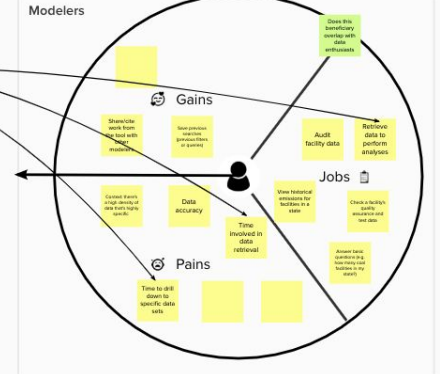 Modelers
Does this
beneficiary
overlap with
data
enthusiasts
Gains
Share/cite
work from
the tool with
other
modelers
Save previous
searches
(previous filters
or queries)
Audit
facility data
Retrieve
data to
perform
analyses
Jobs
Context there's
a high density of
data that's highly
specific
Data
accuracy
Time
involved in
data
retrieval
View historical
emissions for
facilities in a
state
Check a facility's
quality
assurance and
test data
Answer basic
questions (e.g.
how many coal
facilities in my
state?)
Pains
Time to drill
down to
specific data
sets